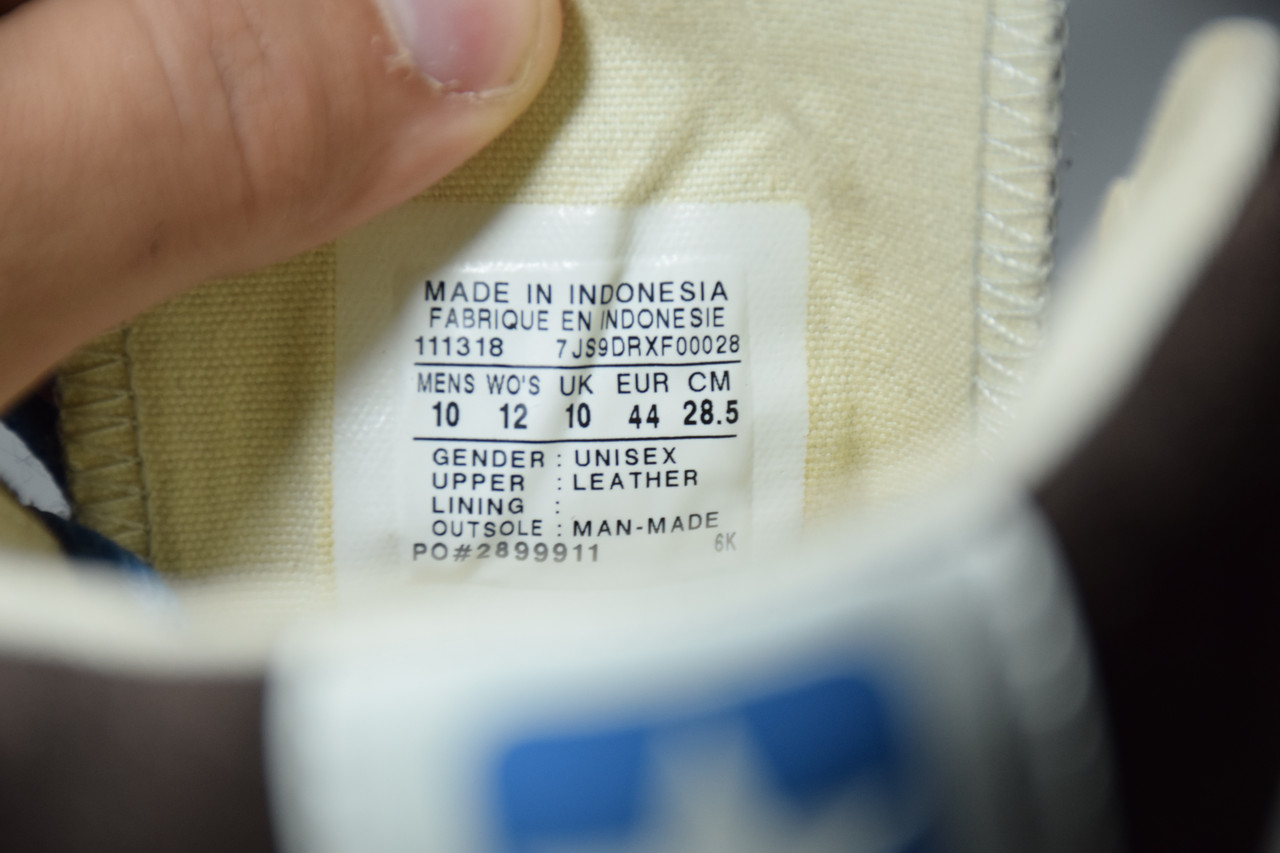 MADE IN INDONESIA
FABRIQUE EN INDONESIE
111318 7JS9DRXF00028
MENS WO'S UK EUR CM
10 12 10 44 28.5
GENDER : UNISEX
UPPER : LEATHER
LINING :
OUTSOLE : MAN-MADE
PO#2899911 6K